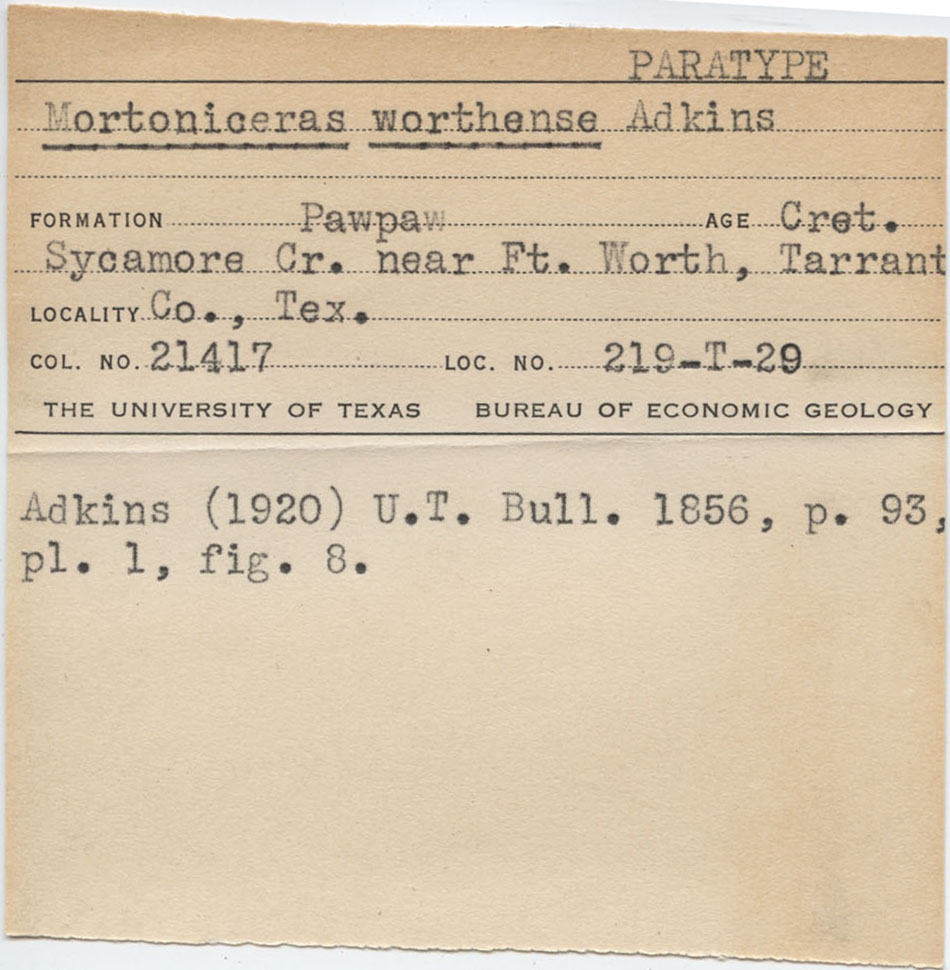 PARATYPE
Mortoniceras worthense Adkins
FORMATION Pawpaw AGE Cret.
Sycamore Cr. near Ft. Worth, Tarrant
LOCALITY Co., Tex.
COL. NO. 21417 LOC. NO. 219-T-29
THE UNIVERSITY OF TEXAS BUREAU OF ECONOMIC GEOLOGY
Adkins (1920) U.T. Bull. 1856, p. 93,
pl. 1, fig. 8.